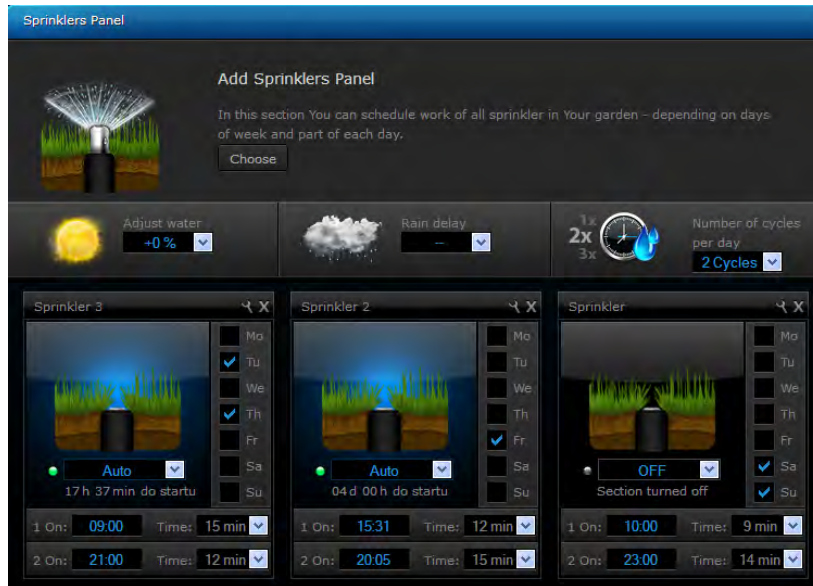 Sprinklers Panel
Add Sprinklers Panel
In this section You can schedule work of all sprinkler in Your garden - depending on days
of week and part of each day.
Choose
Adjust water
+0 %
Rain delay
--
1x
2x
3x
Number of cycles
per day
2 Cycles
Sprinkler 3 X
Mo
Tu
We
Th
Fr
Sa
Su
Auto
17 h 37 min do startu
1 On: 09:00 Time: 15 min
2 On: 21:00 Time: 12 min
Sprinkler 2 X
Mo
Tu
We
Th
Fr
Sa
Su
Auto
04 d 00 h do startu
1 On: 15:31 Time: 12 min
2 On: 20:05 Time: 15 min
Sprinkler X
Mo
Tu
We
Th
Fr
Sa
Su
OFF
Section turned off
1 On: 10:00 Time: 9 min
2 On: 23:00 Time: 14 min